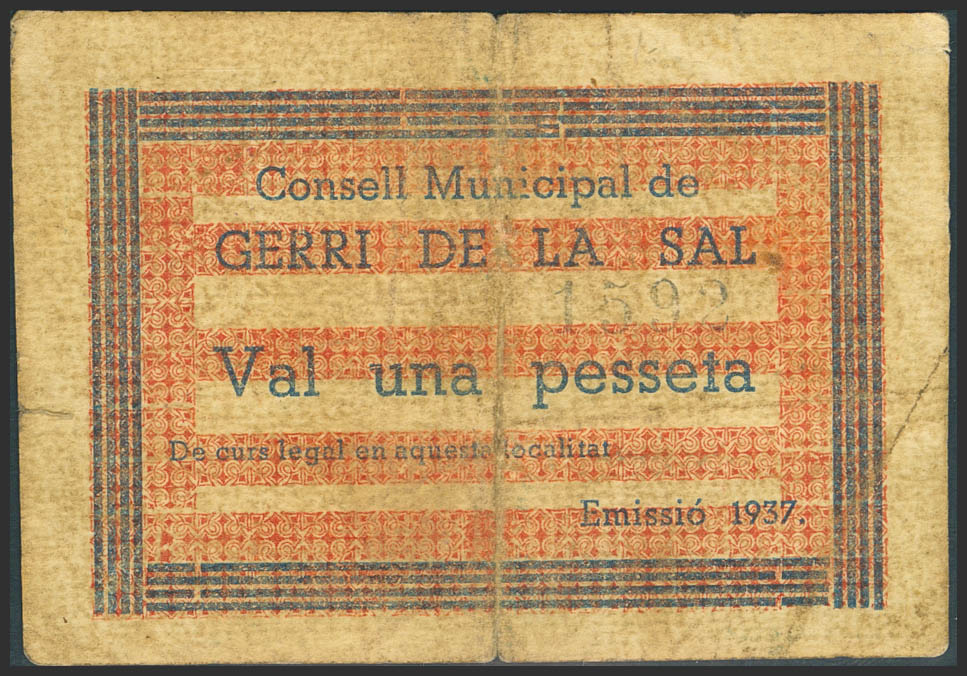 Consell Municipal de
GERRI DE LA SAL
1592
Val una pesseta
De curs legal en aquesta localitat
Emissió 1937.